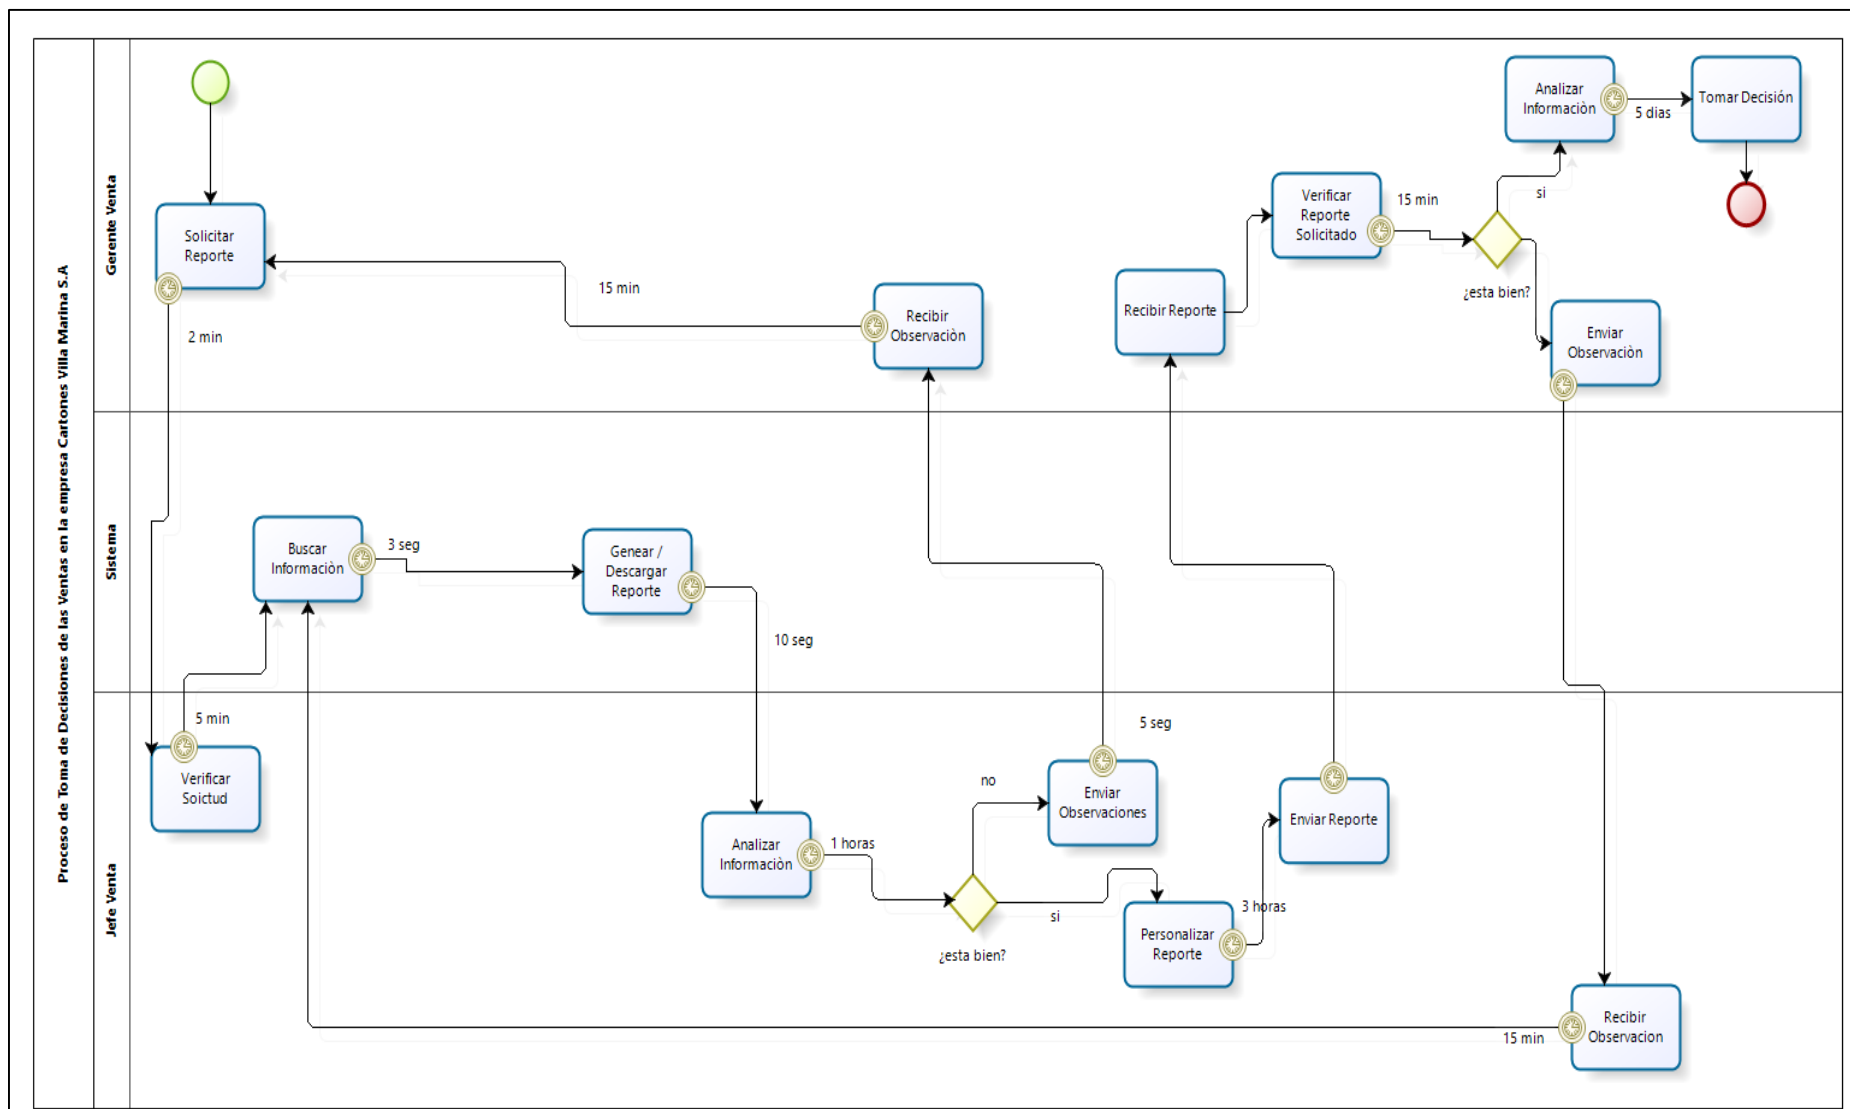 Proceso de Toma de Decisiones de las Ventas en la empresa Cartones Villa Marina S.A
Gerente Venta
Solicitar
Reporte
2 min
15 min
Recibir
Observaciòn
Recibir Reporte
Verificar
Reporte
Solicitado
15 min
¿esta bien?
si
Analizar
Informaciòn
5 dias
Tomar Decisión
Enviar
Observaciòn
Sistema
Buscar
Informaciòn
3 seg
Genear /
Descargar
Reporte
10 seg
Jefe Venta
5 min
Verificar
Soictud
Analizar
Informaciòn
1 horas
¿esta bien?
no
si
Enviar
Observaciones
5 seg
Personalizar
Reporte
3 horas
Enviar Reporte
Recibir
Observacion
15 min